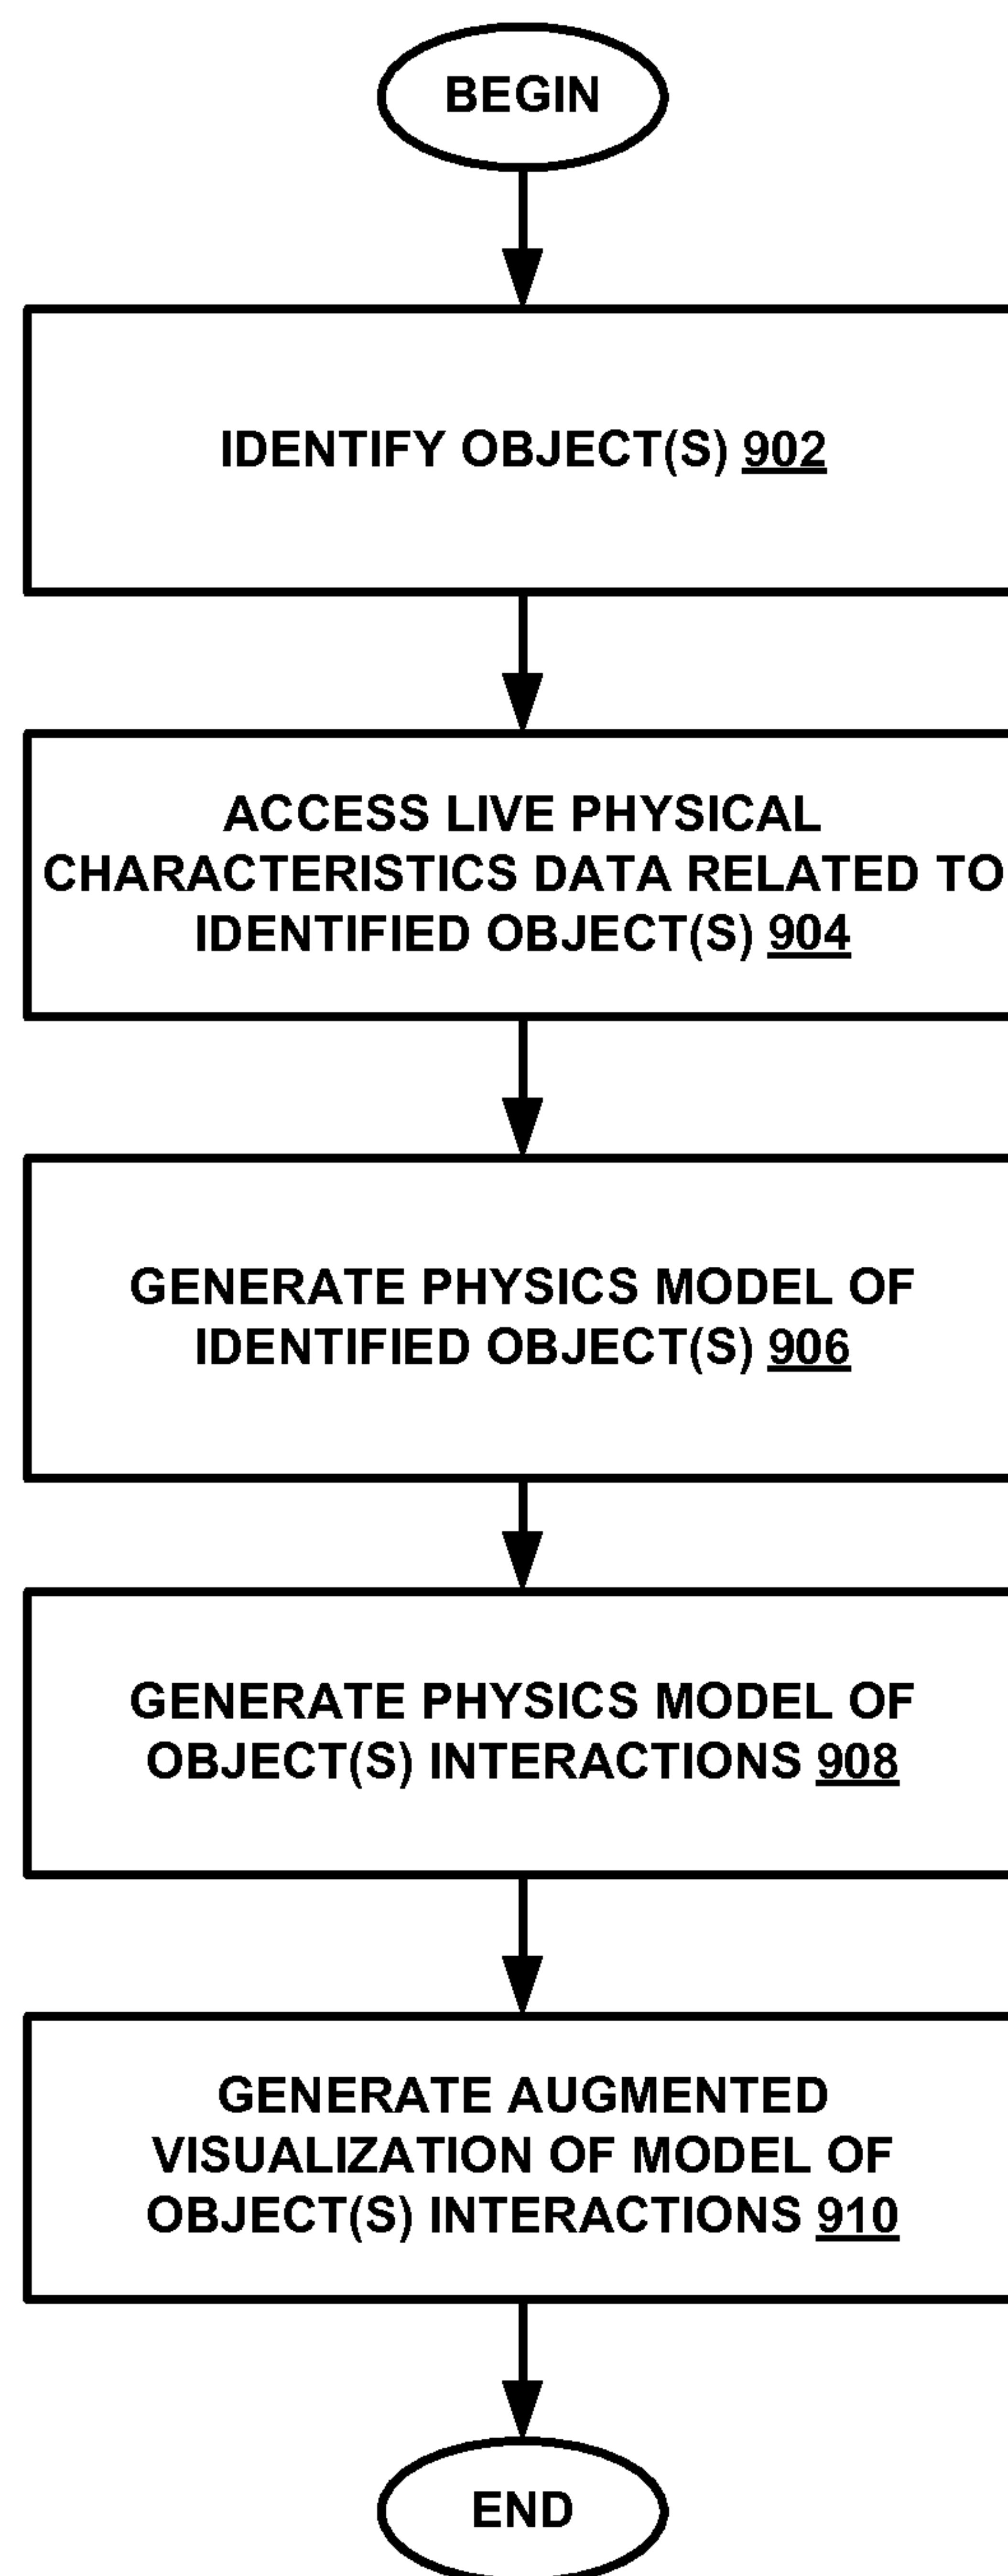 BEGIN
IDENTIFY OBJECT(S) 902
ACCESS LIVE PHYSICAL
CHARACTERISTICS DATA RELATED TO
IDENTIFIED OBJECT(S) 904
GENERATE PHYSICS MODEL OF
IDENTIFIED OBJECT(S) 906
GENERATE PHYSICS MODEL OF
OBJECT(S) INTERACTIONS 908
GENERATE AUGMENTED
VISUALIZATION OF MODEL OF
OBJECT(S) INTERACTIONS 910
END